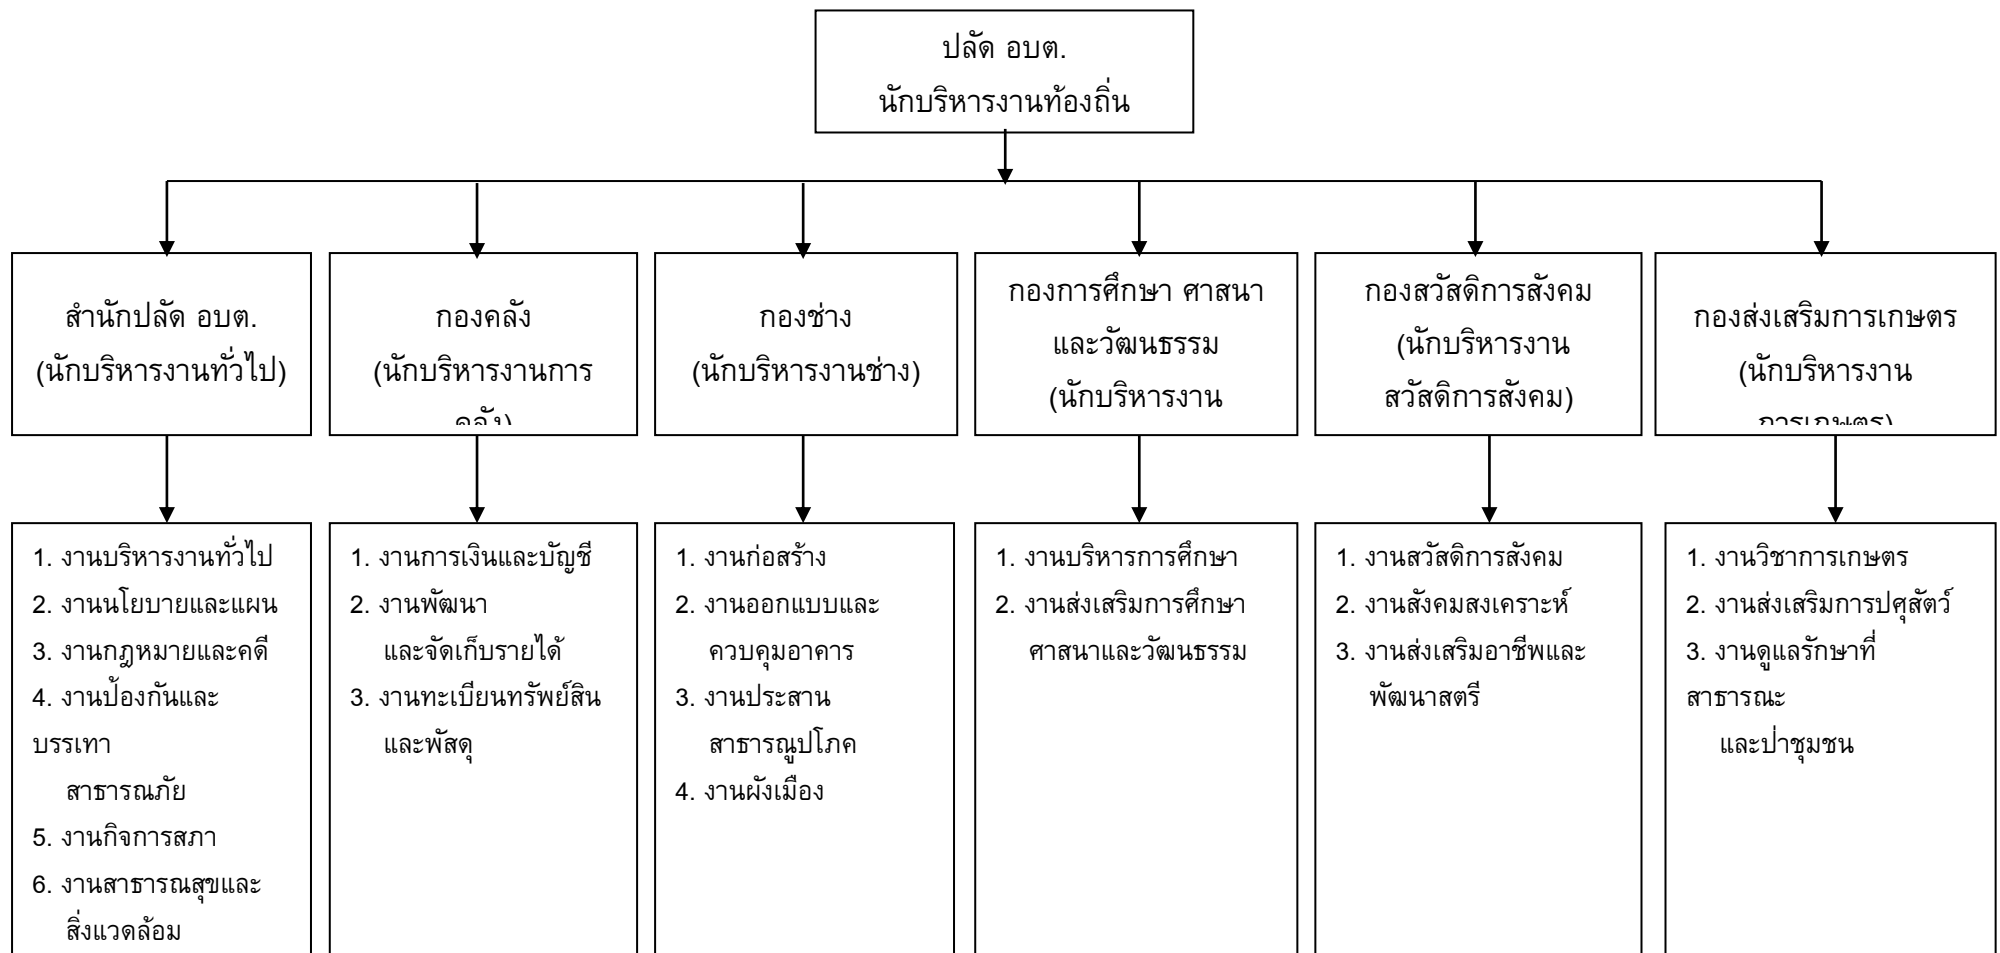 ปลัด อบต.
นักบริหารงานท้องถิ่น
สำนักปลัด อบต.
(นักบริหารงานทั่วไป)
กองคลัง
(นักบริหารงานการ
คลัง)
กองช่าง
(นักบริหารงานช่าง)
กองการศึกษา ศาสนา
และวัฒนธรรม
(นักบริหารงาน
กองสวัสดิการสังคม
(นักบริหารงาน
สวัสดิการสังคม)
กองส่งเสริมการเกษตร
(นักบริหารงาน
การเกษตร)
1. งานบริหารงานทั่วไป
2. งานนโยบายและแผน
3. งานกฎหมายและคดี
4. งานป้องกันและ
บรรเทา
สาธารณภัย
5. งานกิจการสภา
6. งานสาธารณสุขและ
สิ่งแวดล้อม
1. งานการเงินและบัญชี
2. งานพัฒนา
และจัดเก็บรายได้
3. งานทะเบียนทรัพย์สิน
และพัสดุ
1. งานก่อสร้าง
2. งานออกแบบและ
ควบคุมอาคาร
3. งานประสาน
สาธารณูปโภค
4. งานผังเมือง
1. งานบริหารการศึกษา
2. งานส่งเสริมการศึกษา
ศาสนาและวัฒนธรรม
1. งานสวัสดิการสังคม
2. งานสังคมสงเคราะห์
3. งานส่งเสริมอาชีพและ
พัฒนาสตรี
1. งานวิชาการเกษตร
2. งานส่งเสริมการปศุสัตว์
3. งานดูแลรักษาที่
สาธารณะ
และป่าชุมชน